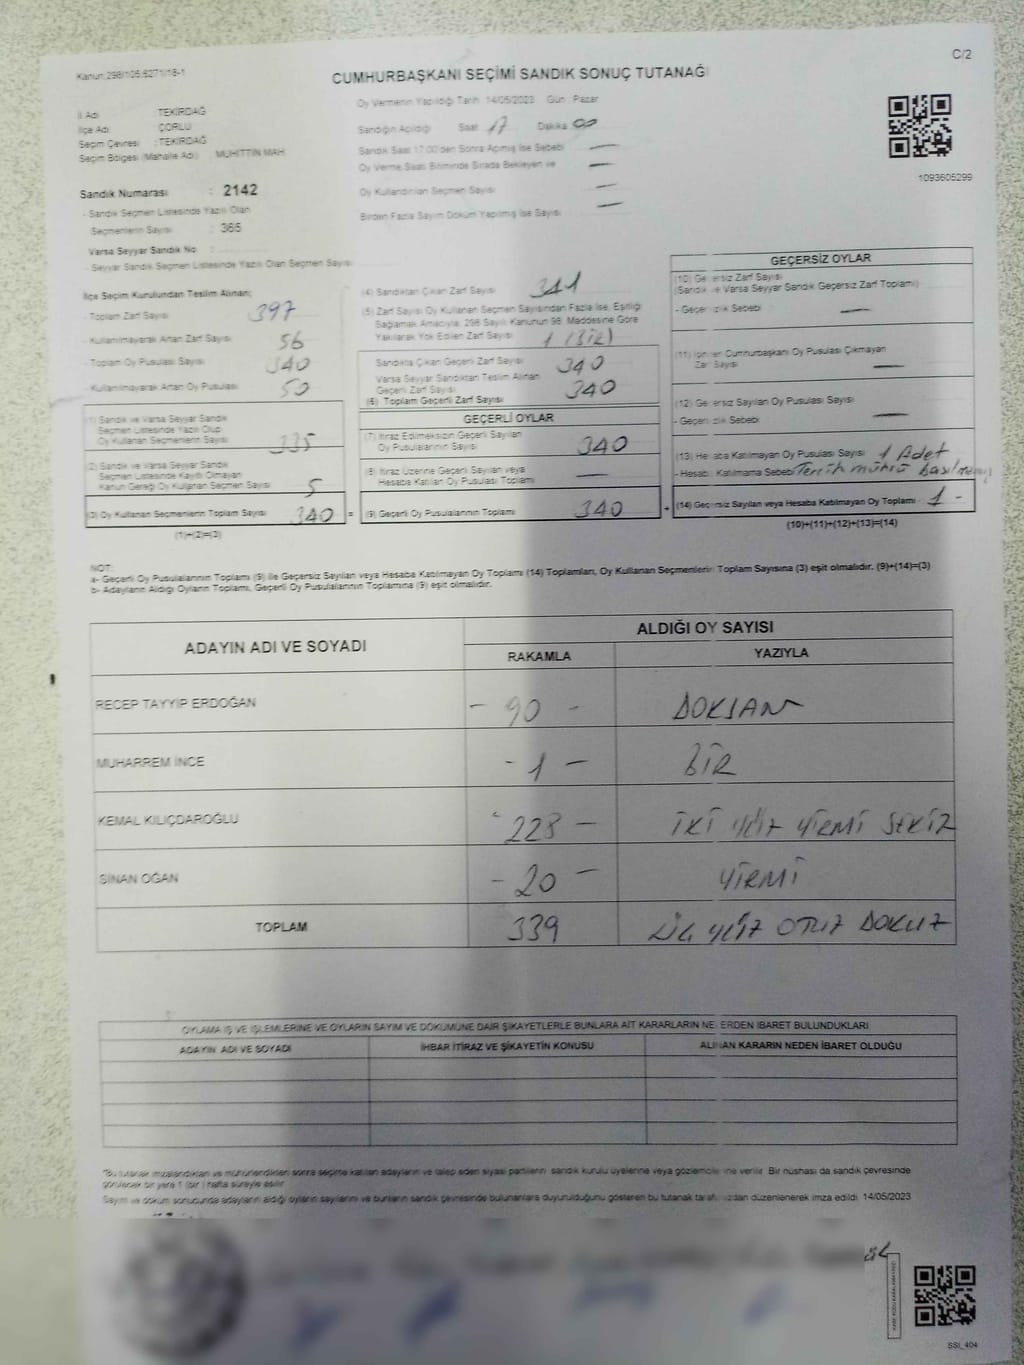 C/2
Kanun:298/105;6271/18-1
CUMHURBAŞKANI SEÇİMİ SANDIK SONUÇ TUTANAĞI
İl Adı TEKİRDAĞ
İlçe Adı ÇORLU
Seçim Çevresi : TEKİRDAĞ
Seçim Bölgesi (Mahalle Adı) MUHİTTİN MAH
Sandık Numarası : 2142
- Sandık Seçmen Listesinde Yazılı Olan
Seçmenlerin Sayısı : 365
Varsa Seyyar Sandık No :
- Seyyar Sandık Seçmen Listesinde Yazılı Olan Seçmen Sayısı
Oy Vermenin Yapıldığı Tarih 14/05/2023 Gün : Pazar
Sandığın Açıldığı Saat 17 Dakika 00
Sandık Saat 17.00'den Sonra Açılmış İse Sebebi —
Oy Verme Saati Bitiminde Sırada Bekleyen ve —
Oy Kullandırılan Seçmen Sayısı —
Birden Fazla Sayım Döküm Yapılmış İse Sayısı —
1093605299
İlçe Seçim Kurulundan Teslim Alınan;
- Toplam Zarf Sayısı 397
- Kullanılmayarak Artan Zarf Sayısı 56
- Toplam Oy Pusulası Sayısı
- Kullanılmayarak Artan Oy Pusulası 50
(1) Sandık ve Varsa Seyyar Sandık
Seçmen Listesinde Yazılı Olup
Oy Kullanan Seçmenlerin Sayısı 335
(2) Sandık ve Varsa Seyyar Sandık
Seçmen Listesinde Kayıtlı Olmayan
Kanun Gereği Oy Kullanan Seçmen Sayısı 5
(3) Oy Kullanan Seçmenlerin Toplam Sayısı 340 =
(1)+(2)=(3)
(4) Sandıktan Çıkan Zarf Sayısı 341
(5) Zarf Sayısı Oy Kullanan Seçmen Sayısından Fazla İse, Eşitliği
Sağlamak Amacıyla, 298 Sayılı Kanunun 98. Maddesine Göre
Yakılarak Yok Edilen Zarf Sayısı 1 (BİR)
Sandıkta Çıkan Geçerli Zarf Sayısı 340
Varsa Seyyar Sandıktan Teslim Alınan
Geçerli Zarf Sayısı
(6) Toplam Geçerli Zarf Sayısı 340
GEÇERLİ OYLAR
(7) İtiraz Edilmeksizin Geçerli Sayılan
Oy Pusulalarının Sayısı 340
(8) İtiraz Üzerine Geçerli Sayılan veya
Hesaba Katılan Oy Pusulası Toplamı —
(9) Geçerli Oy Pusulalarının Toplamı 340 +
GEÇERSİZ OYLAR
(10) Geçersiz Zarf Sayısı
(Sandık ve Varsa Seyyar Sandık Geçersiz Zarf Toplamı)
- Geçersizlik Sebebi —
(11) İçinden Cumhurbaşkanı Oy Pusulası Çıkmayan
Zarf Sayısı —
(12) Geçersiz Sayılan Oy Pusulası Sayısı
- Geçersizlik Sebebi —
(13) Hesaba Katılmayan Oy Pusulası Sayısı 1 Adet
- Hesaba Katılmama Sebebi Tercih mührü basılmamış
(14) Geçersiz Sayılan veya Hesaba Katılmayan Oy Toplamı - 1 -
(10)+(11)+(12)+(13)=(14)
NOT:
a- Geçerli Oy Pusulalarının Toplamı (9) ile Geçersiz Sayılan veya Hesaba Katılmayan Oy Toplamı (14) Toplamları, Oy Kullanan Seçmenlerin Toplam Sayısına (3) eşit olmalıdır. (9)+(14)=(3)
b- Adayların Aldığı Oyların Toplamı, Geçerli Oy Pusulalarının Toplamına (9) eşit olmalıdır.
ADAYIN ADI VE SOYADI ALDIĞI OY SAYISI
RAKAMLA YAZIYLA
RECEP TAYYİP ERDOĞAN - 90 - DOKSAN
MUHARREM İNCE - 1 - BİR
KEMAL KILIÇDAROĞLU - 228 - İKİ YÜZ YİRMİ SEKİZ
SİNAN OĞAN - 20 - YİRMİ
TOPLAM 339 ÜÇ YÜZ OTUZ DOKUZ
OYLAMA İŞ VE İŞLEMLERİNE VE OYLARIN SAYIM VE DÖKÜMÜNE DAİR ŞİKAYETLERLE BUNLARA AİT KARARLARIN NELERDEN İBARET BULUNDUKLARI
ADAYIN ADI VE SOYADI İHBAR İTİRAZ VE ŞİKAYETİN KONUSU ALINAN KARARIN NEDEN İBARET OLDUĞU
*Bu tutanak imzalandıktan ve mühürlendikten sonra seçime katılan adayların ve talep eden siyasi partilerin sandık kurulu üyelerine veya gözlemcilerine verilir. Bir nüshası da sandık çevresinde
görülecek bir yere 1 (bir) hafta süreyle asılır.
Sayım ve döküm sonucunda adayların aldığı oyların sayılarını ve bunların sandık çevresinde bulunanlara duyurulduğunu gösteren bu tutanak tarafımızdan düzenlenerek imza edildi. 14/05/2023
SSI_404